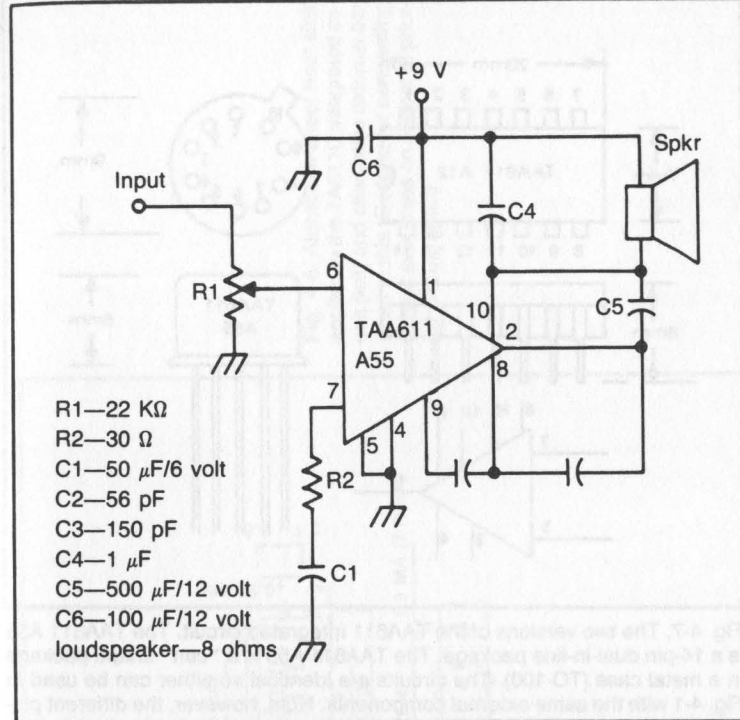 +9 V
Spkr
C6
Input
C4
R1
6
1
10
C5
TAA611
2
A55
8
7
9
5
4
R2
C1
R1—22 KΩ
R2—30 Ω
C1—50 μF/6 volt
C2—56 pF
C3—150 pF
C4—1 μF
C5—500 μF/12 volt
C6—100 μF/12 volt
loudspeaker—8 ohms